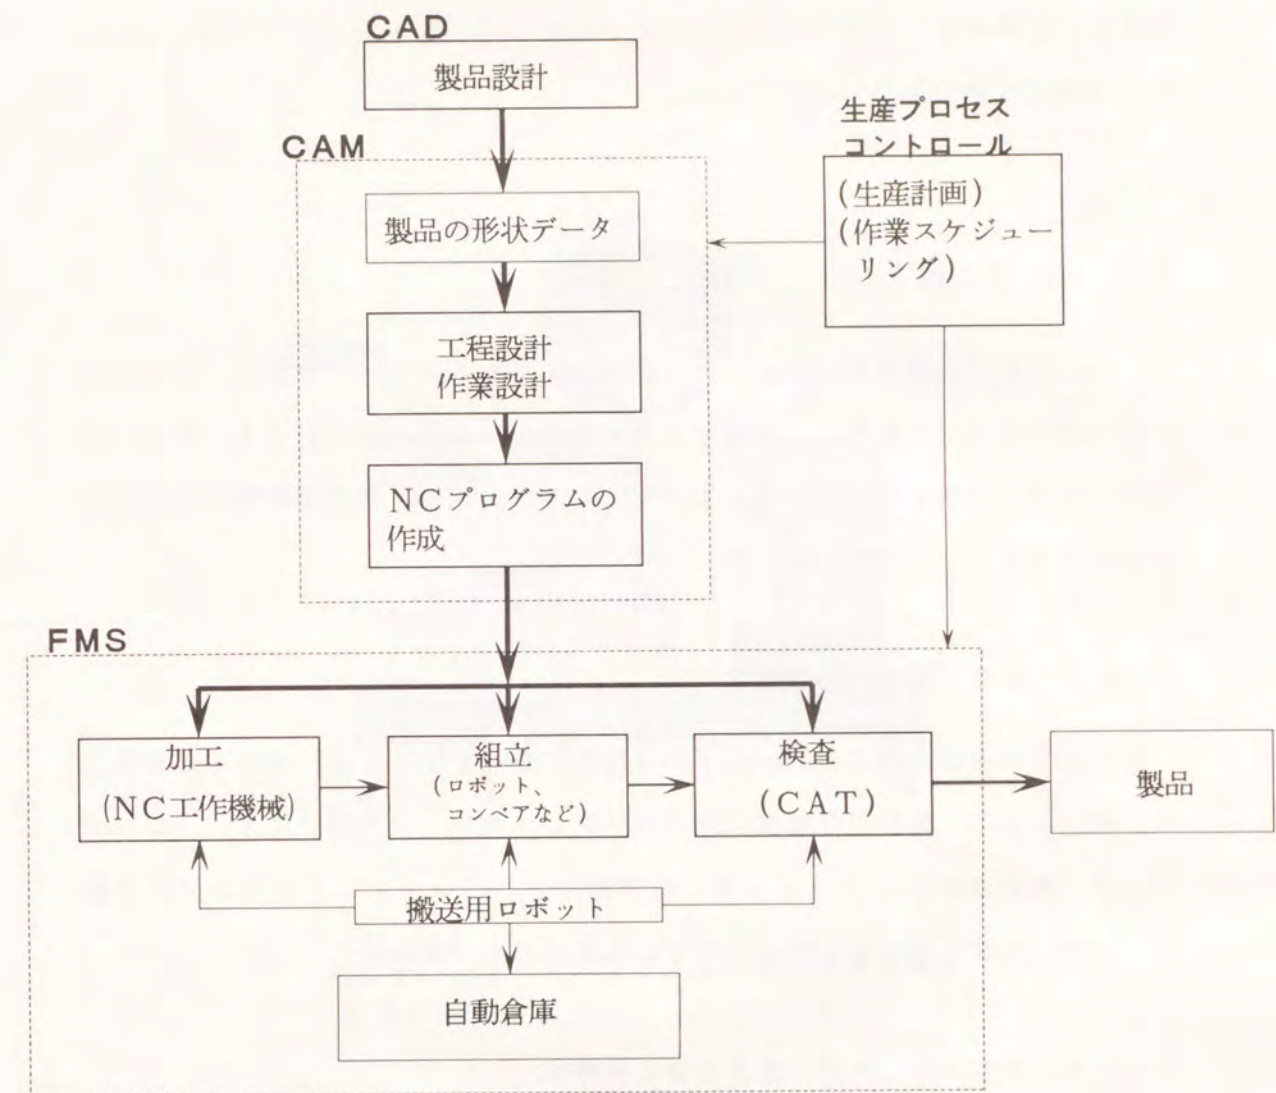 CAD
製品設計
生産プロセス
コントロール
CAM
(生産計画)
(作業スケジュー
リング)
製品の形状データ
工程設計
作業設計
NCプログラムの
作成
FMS
加工
(NC工作機械)
組立
(ロボット、
コンベアなど)
検査
(CAT)
製品
搬送用ロボット
自動倉庫